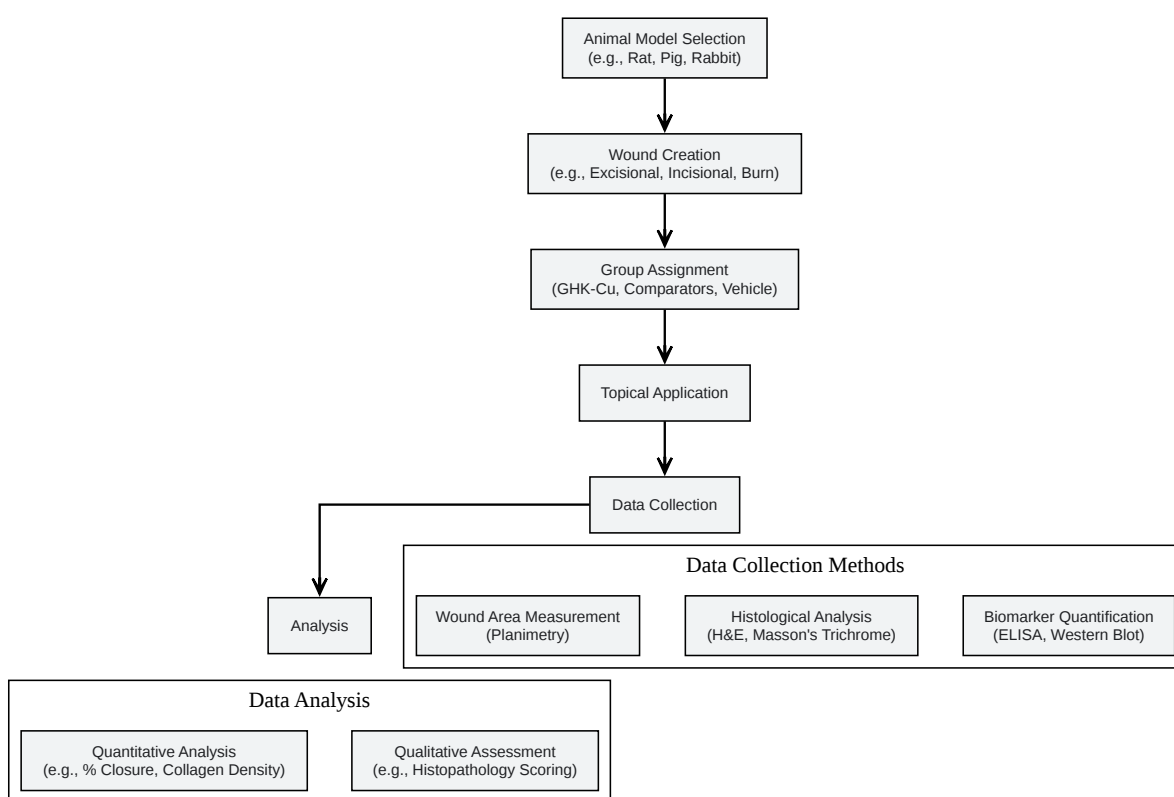 Animal Model Selection
(e.g., Rat, Pig, Rabbit)
Wound Creation
(e.g., Excisional, Incisional, Burn)
Group Assignment
(GHK-Cu, Comparators, Vehicle)
Topical Application
Data Collection
Data Collection Methods
Analysis
Wound Area Measurement
(Planimetry)
Histological Analysis
(H&E, Masson's Trichrome)
Biomarker Quantification
(ELISA, Western Blot)
Data Analysis
Quantitative Analysis
(e.g., % Closure, Collagen Density)
Qualitative Assessment
(e.g., Histopathology Scoring)